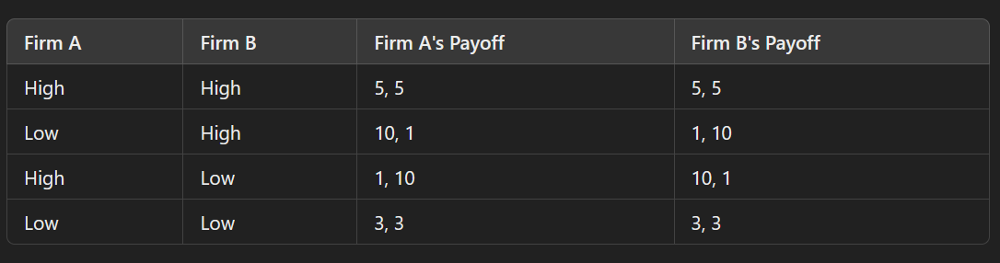 Firm A Firm B Firm A's Payoff Firm B's Payoff
High High 5, 5 5, 5
Low High 10, 1 1, 10
High Low 1, 10 10, 1
Low Low 3, 3 3, 3